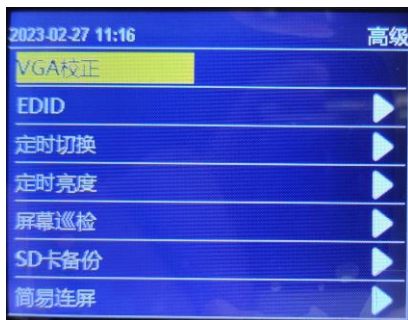 2023-02-27 11:16 高级
VGA校正
EDID
定时切换
定时亮度
屏幕巡检
SD卡备份
简易连屏